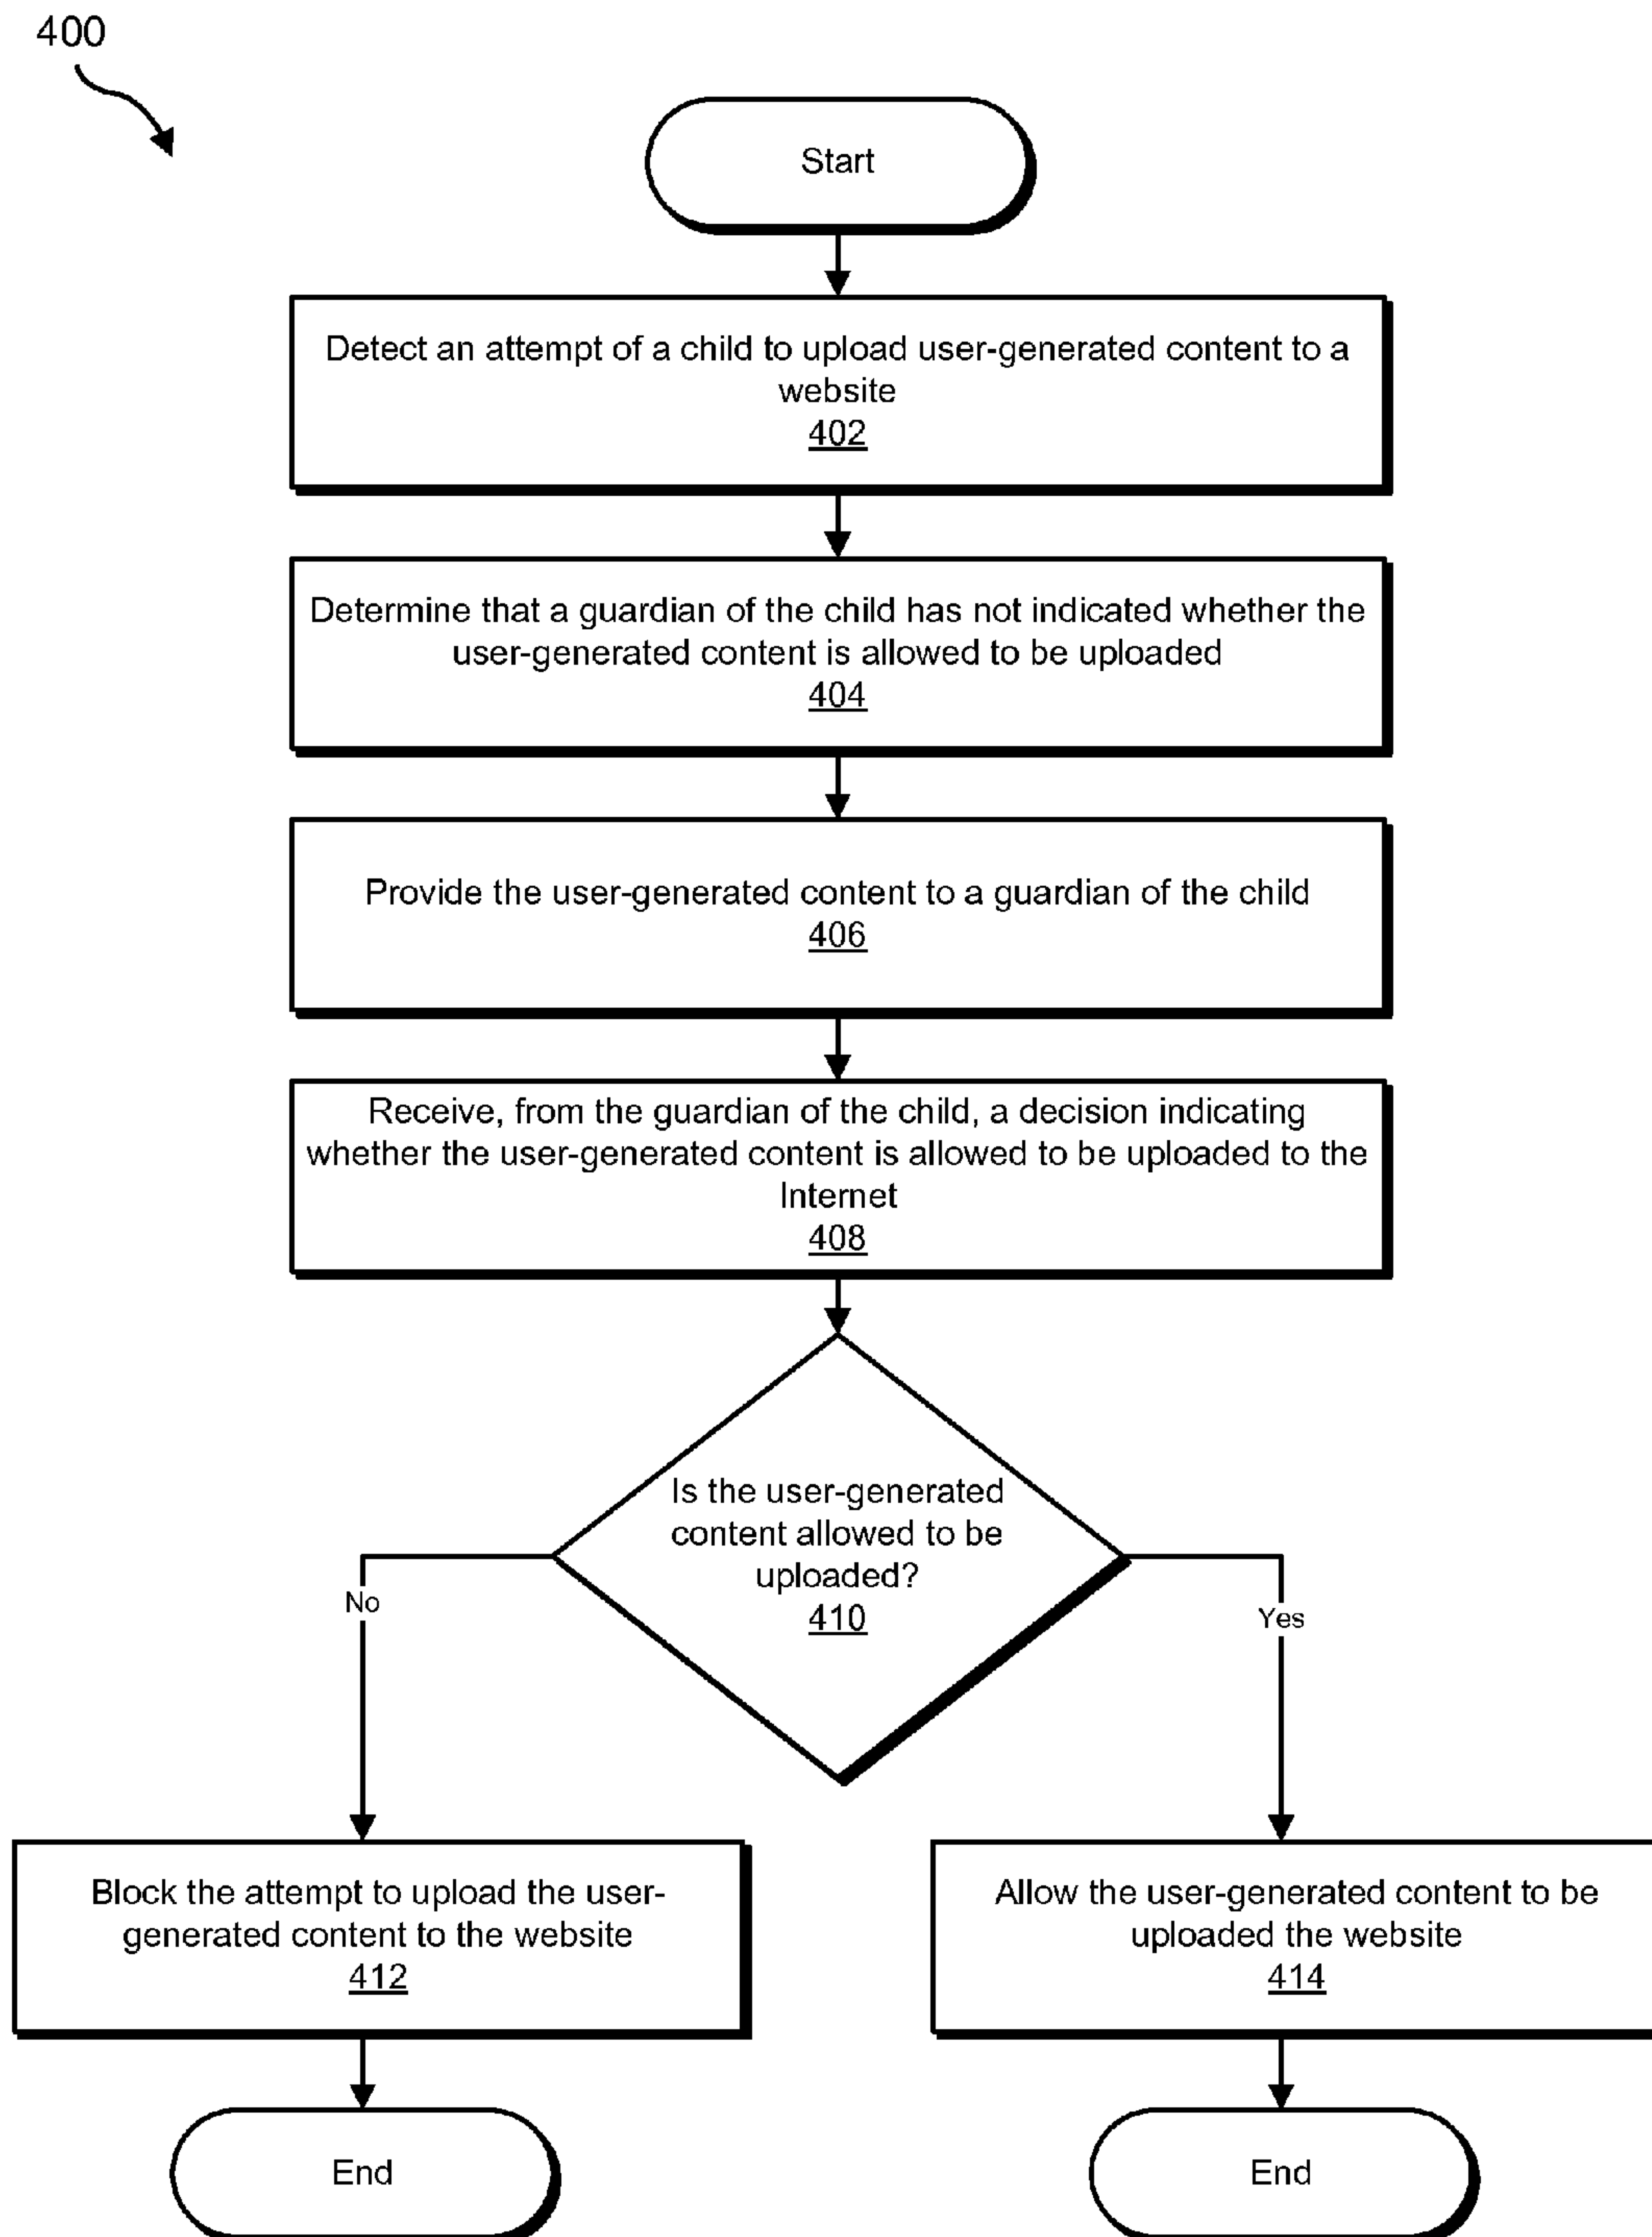 400
Start
Detect an attempt of a child to upload user-generated content to a
website
402
Determine that a guardian of the child has not indicated whether the
user-generated content is allowed to be uploaded
404
Provide the user-generated content to a guardian of the child
406
Receive, from the guardian of the child, a decision indicating
whether the user-generated content is allowed to be uploaded to the
Internet
408
Is the user-generated
content allowed to be
uploaded?
410
No
Yes
Block the attempt to upload the user-
generated content to the website
412
Allow the user-generated content to be
uploaded the website
414
End
End